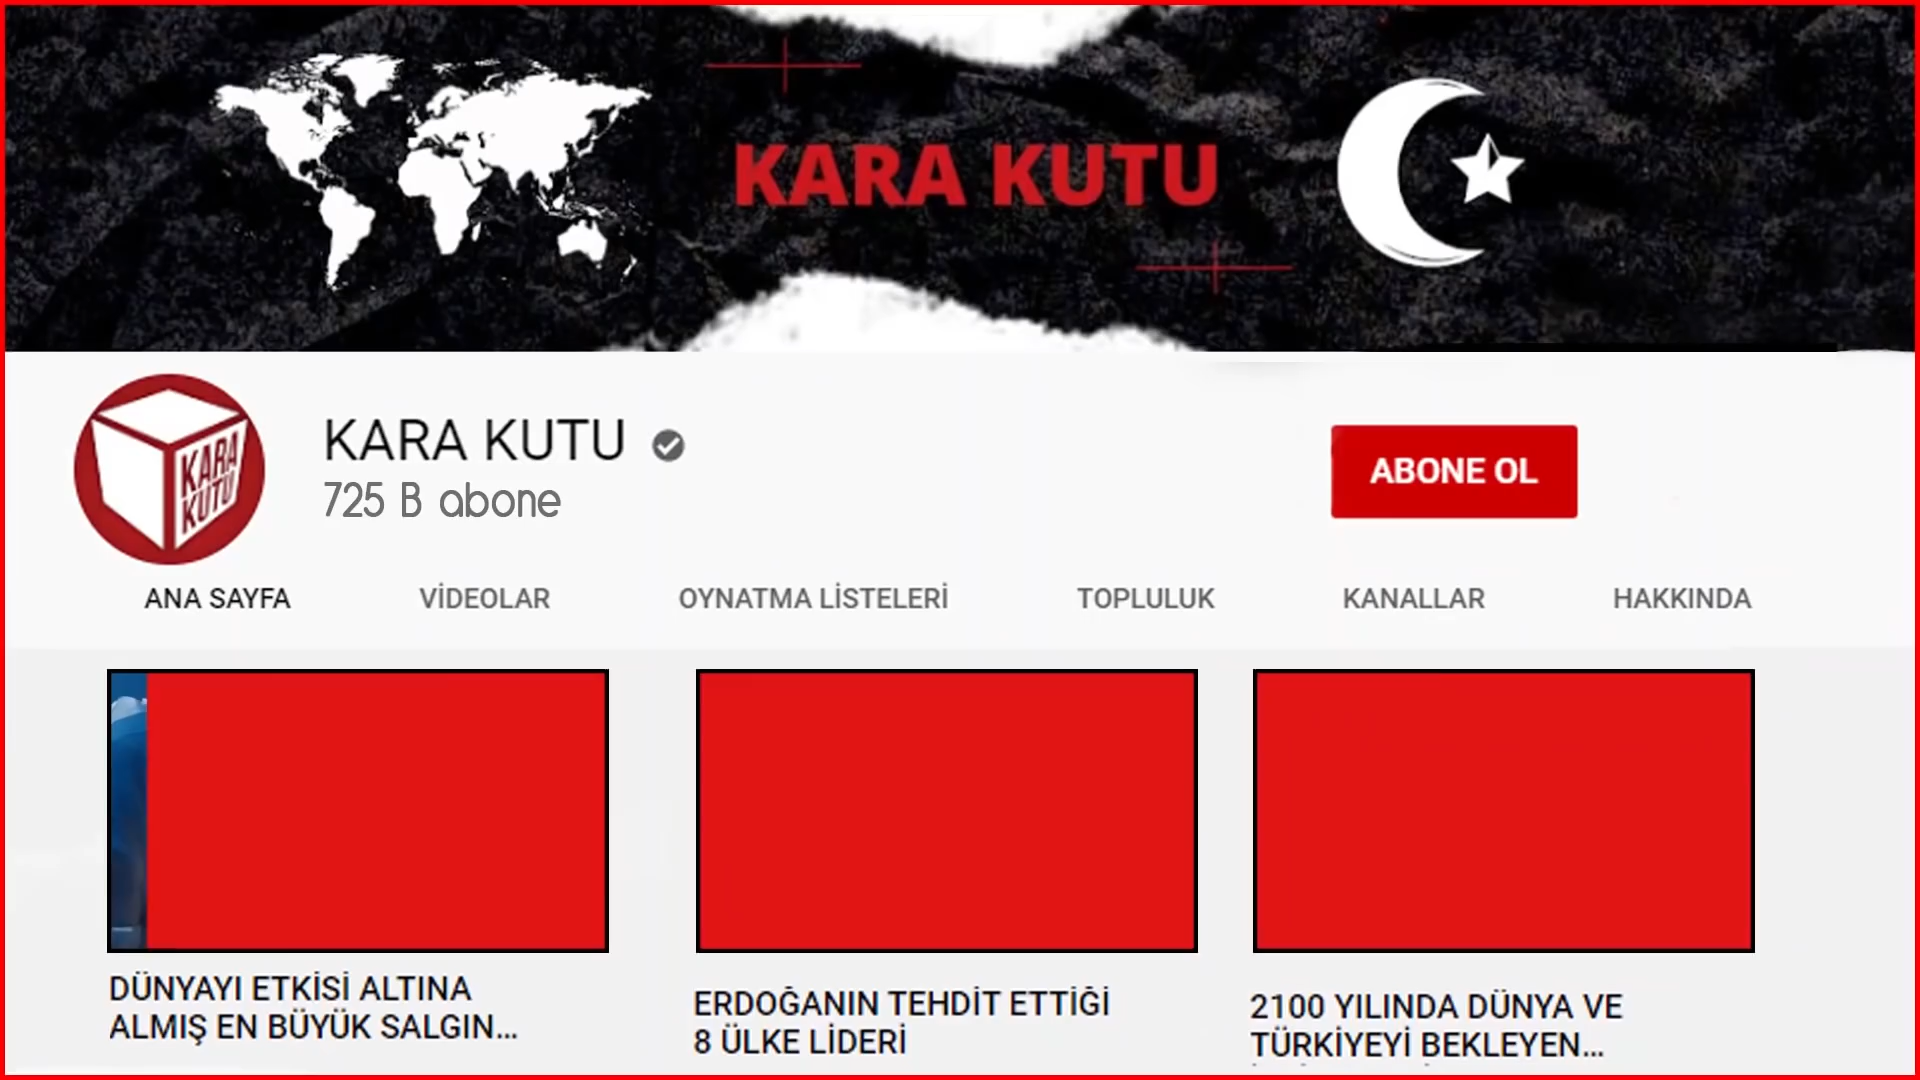 KARA KUTU
KARA KUTU
KARA
KUTU
725 B abone
ABONE OL
ANA SAYFA
VİDEOLAR
OYNATMA LİSTELERİ
TOPLULUK
KANALLAR
HAKKINDA
DÜNYAYI ETKİSİ ALTINA
ALMIŞ EN BÜYÜK SALGIN...
ERDOĞANIN TEHDİT ETTİĞİ
8 ÜLKE LİDERİ
2100 YILINDA DÜNYA VE
TÜRKİYEYİ BEKLEYEN...